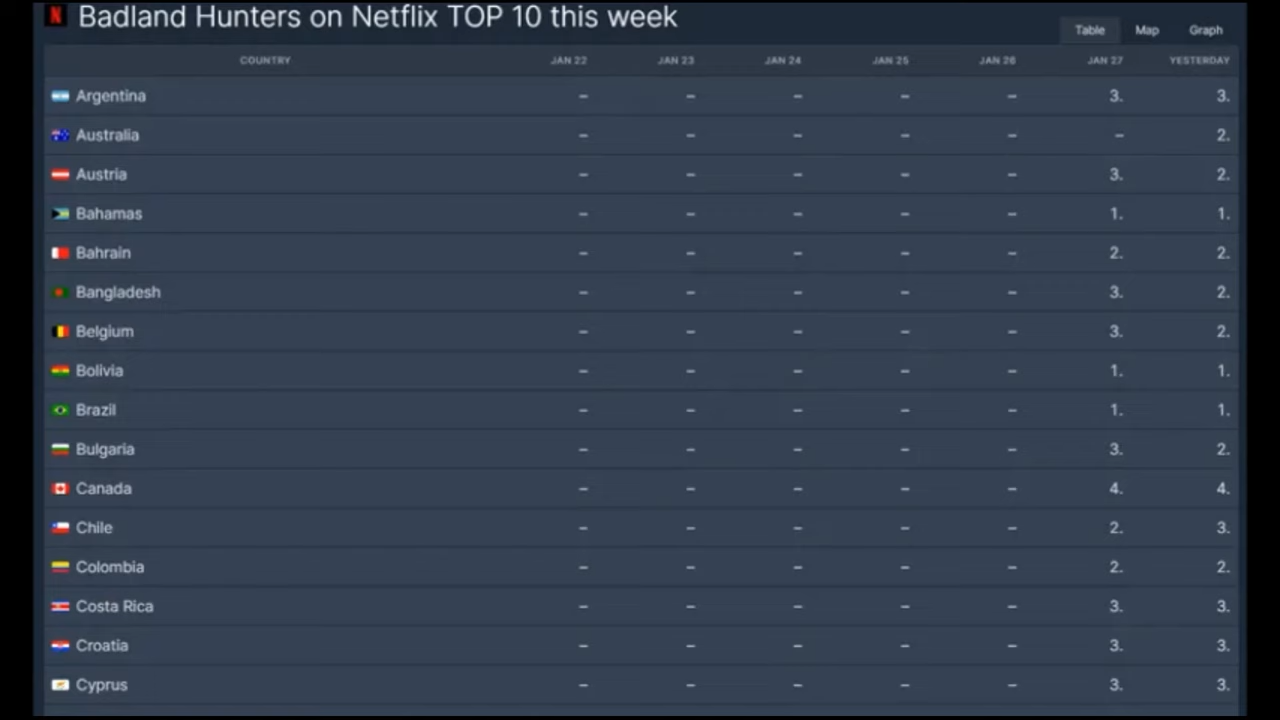 N Badland Hunters on Netflix TOP 10 this week
Table Map Graph
COUNTRY JAN 22 JAN 23 JAN 24 JAN 25 JAN 26 JAN 27 YESTERDAY
Argentina – – – – – 3. 3.
Australia – – – – – – 2.
Austria – – – – – 3. 2.
Bahamas – – – – – 1. 1.
Bahrain – – – – – 2. 2.
Bangladesh – – – – – 3. 2.
Belgium – – – – – 3. 2.
Bolivia – – – – – 1. 1.
Brazil – – – – – 1. 1.
Bulgaria – – – – – 3. 2.
Canada – – – – – 4. 4.
Chile – – – – – 2. 3.
Colombia – – – – – 2. 2.
Costa Rica – – – – – 3. 3.
Croatia – – – – – 3. 3.
Cyprus – – – – – 3. 3.